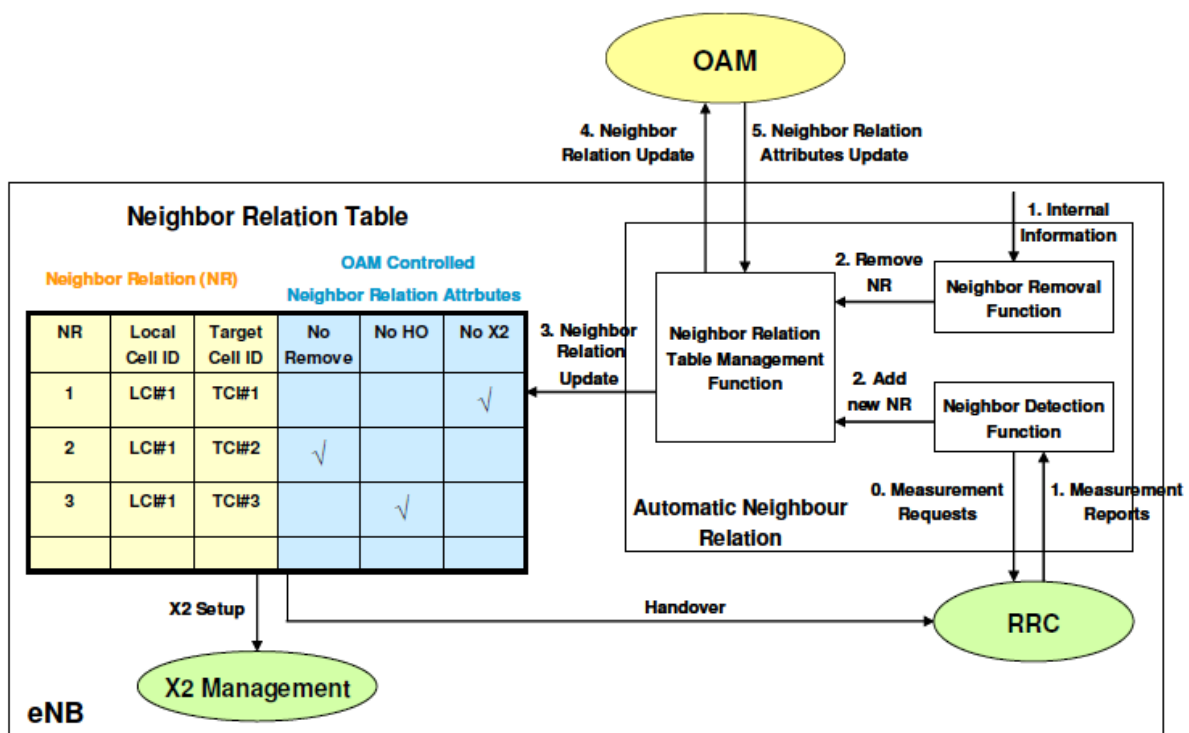 OAM
4. Neighbor
Relation Update
5. Neighbor Relation
Attributes Update
Neighbor Relation Table
1. Internal
Information
OAM Controlled
Neighbor Relation (NR)
Neighbor Relation Attrbutes
NR
Local
Cell ID
Target
Cell ID
No
Remove
No HO
No X2
1
LCI#1
TCI#1
√
2
LCI#1
TCI#2
√
3
LCI#1
TCI#3
√
3. Neighbor
Relation
Update
Neighbor Relation
Table Management
Function
2. Remove
NR
Neighbor Removal
Function
2. Add
new NR
Neighbor Detection
Function
0. Measurement
Requests
1. Measurement
Reports
Automatic Neighbour
Relation
X2 Setup
Handover
RRC
X2 Management
eNB